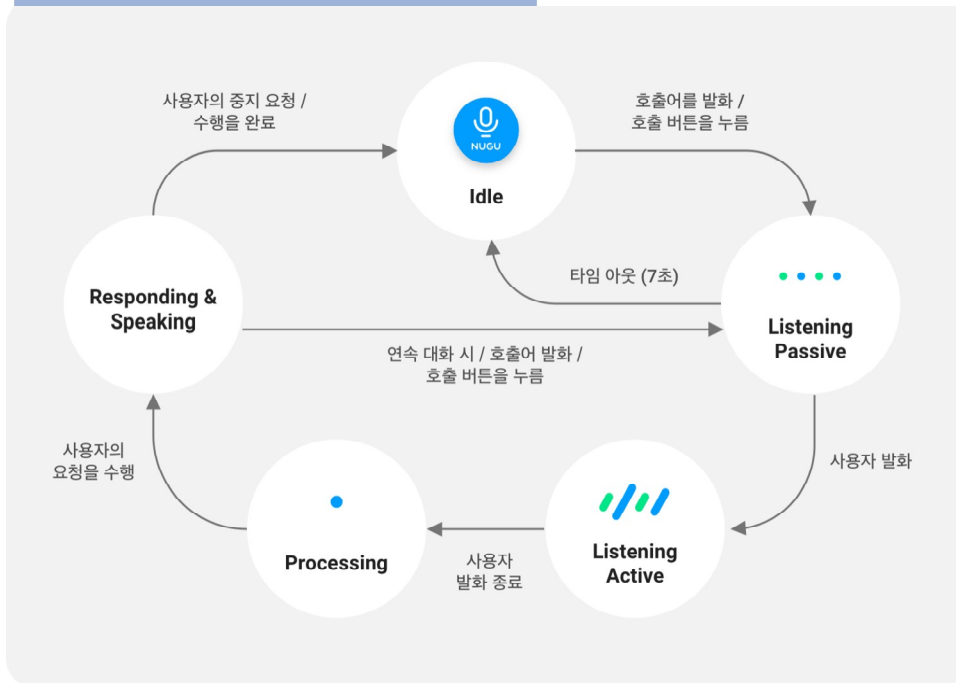 사용자의 중지 요청 /
수행을 완료
NUGU
Idle
호출어를 발화 /
호출 버튼을 누름
Responding &
Speaking
타임 아웃 (7초)
Listening
Passive
연속 대화 시 / 호출어 발화 /
호출 버튼을 누름
사용자의
요청을 수행
사용자 발화
Processing
사용자
발화 종료
Listening
Active